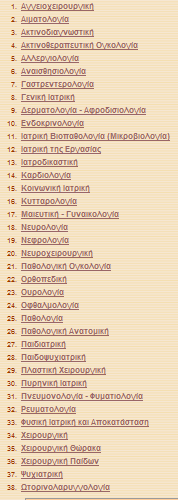 1. Αγγειοχειρουργική
2. Αιματολογία
3. Ακτινοδιαγνωστική
4. Ακτινοθεραπευτική Ογκολογία
5. Αλλεργιολογία
6. Αναισθησιολογία
7. Γαστρεντερολογία
8. Γενική Ιατρική
9. Δερματολογία - Αφροδισιολογία
10. Ενδοκρινολογία
11. Ιατρική Βιοπαθολογία (Μικροβιολογία)
12. Ιατρική της Εργασίας
13. Ιατροδικαστική
14. Καρδιολογία
15. Κοινωνική Ιατρική
16. Κυτταρολογία
17. Μαιευτική - Γυναικολογία
18. Νευρολογία
19. Νεφρολογία
20. Νευροχειρουργική
21. Παθολογική Ογκολογία
22. Ορθοπεδική
23. Ουρολογία
24. Οφθαλμολογία
25. Παθολογία
26. Παθολογική Ανατομική
27. Παιδιατρική
28. Παιδοψυχιατρική
29. Πλαστική Χειρουργική
30. Πυρηνική Ιατρική
31. Πνευμονολογία - Φυματιολογία
32. Ρευματολογία
33. Φυσική Ιατρική και Αποκατάσταση
34. Χειρουργική
35. Χειρουργική Θώρακα
36. Χειρουργική Παίδων
37. Ψυχιατρική
38. Ωτορινολαρυγγολογία